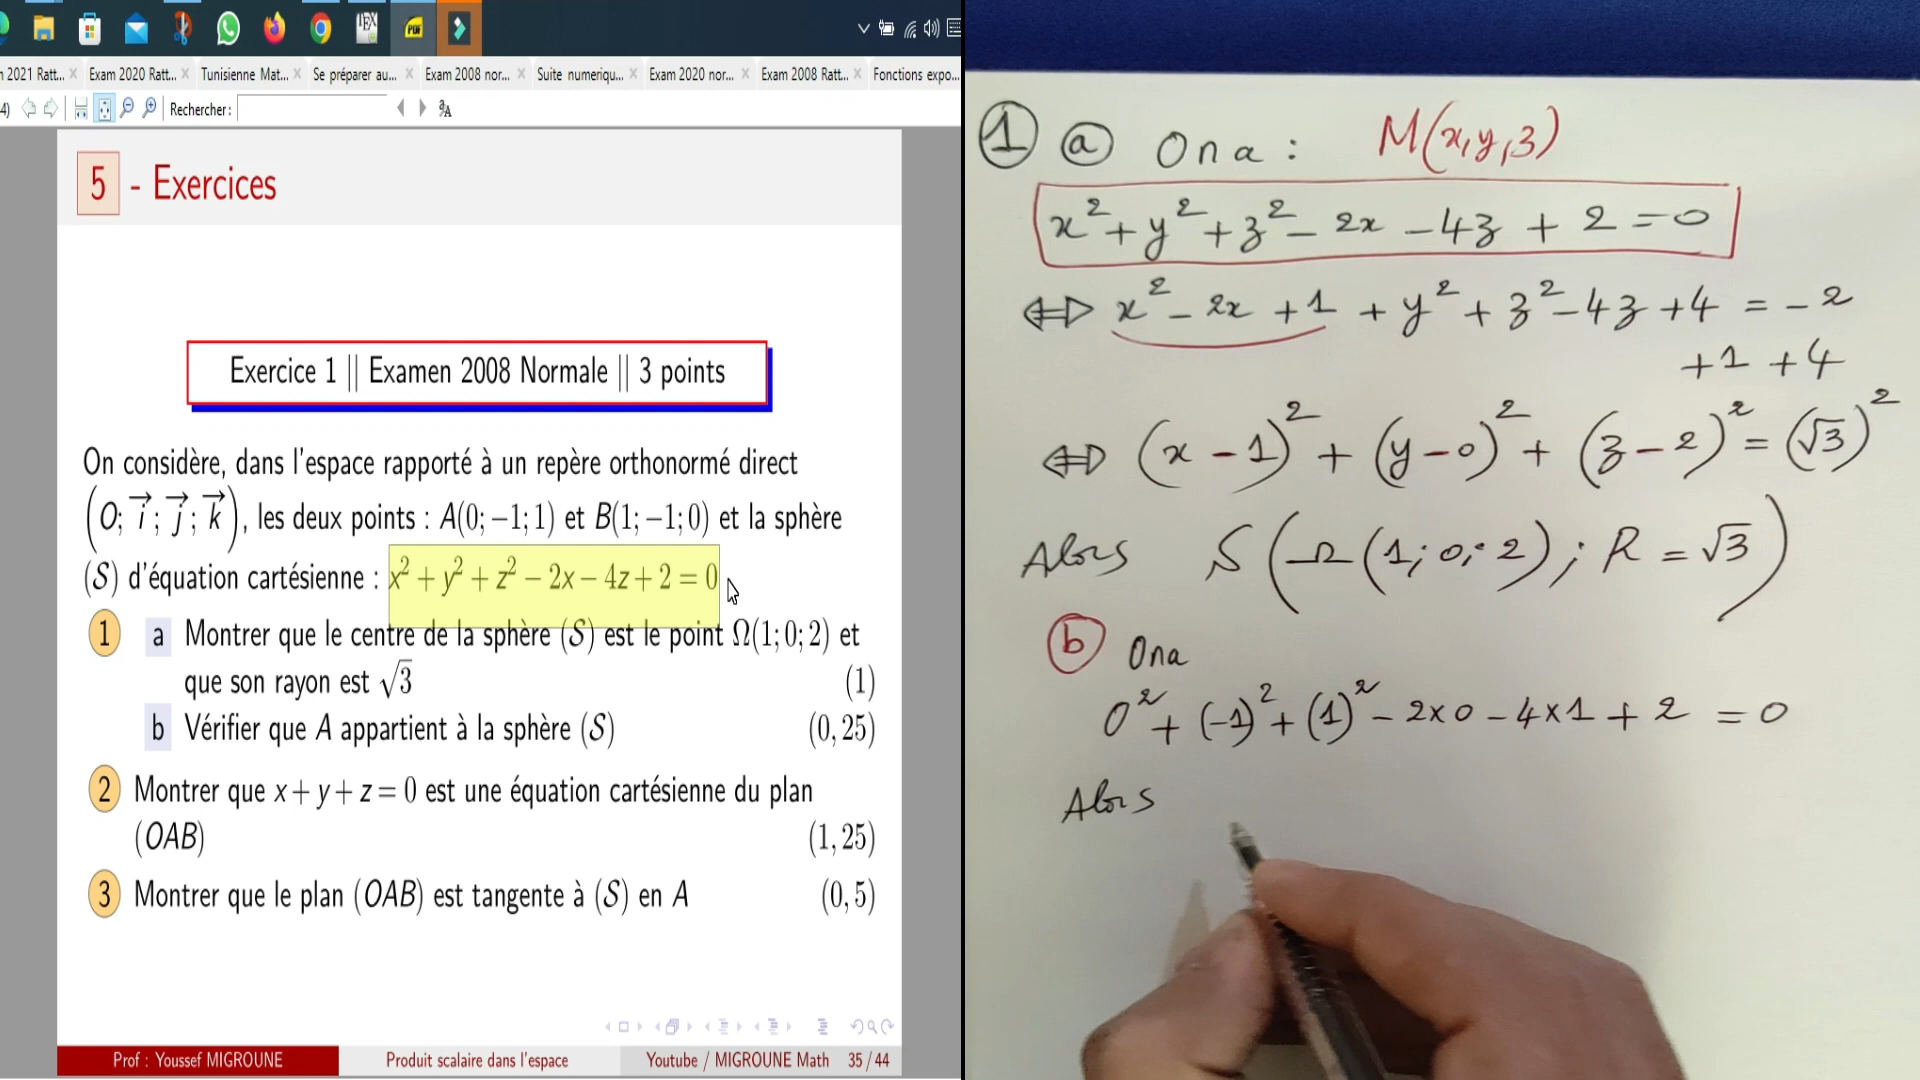 2021 Ratt... Exam 2020 Ratt... Tunisienne Mat... Se préparer au... Exam 2008 nor... Suite numeriqu... Exam 2020 nor... Exam 2008 Ratt... Fonctions expo...
4) Rechercher :
5 - Exercices
Exercice 1 || Examen 2008 Normale || 3 points
On considère, dans l'espace rapporté à un repère orthonormé direct
(O; i⃗ ; j⃗ ; k⃗), les deux points : A(0; −1; 1) et B(1; −1; 0) et la sphère
(S) d'équation cartésienne : x² + y² + z² − 2x − 4z + 2 = 0
1 a Montrer que le centre de la sphère (S) est le point Ω(1; 0; 2) et
que son rayon est √3 (1)
b Vérifier que A appartient à la sphère (S) (0, 25)
2 Montrer que x + y + z = 0 est une équation cartésienne du plan
(OAB) (1, 25)
3 Montrer que le plan (OAB) est tangente à (S) en A (0, 5)
Prof : Youssef MIGROUNE Produit scalaire dans l'espace Youtube / MIGROUNE Math 35 / 44
1 a Ona : M(x,y,z)
x² + y² + z² − 2x − 4z + 2 = 0
⟺ x² − 2x + 1 + y² + z² − 4z + 4 = −2
+1 +4
⟺ (x − 1)² + (y − 0)² + (z − 2)² = (√3)²
Alors S(Ω(1; 0; 2); R = √3)
b Ona
0² + (−1)² + (1)² − 2×0 − 4×1 + 2 = 0
Alors